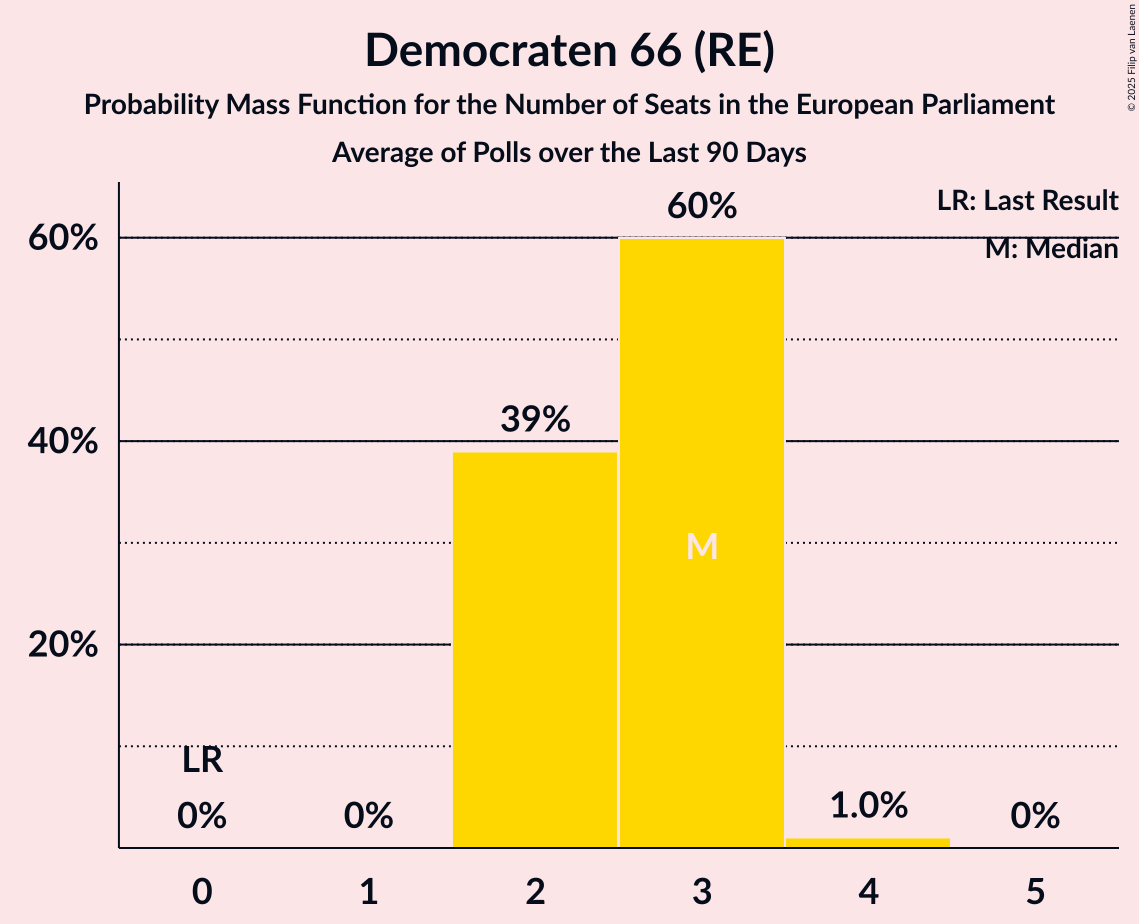 Democraten 66 (RE)
Probability Mass Function for the Number of Seats in the European Parliament
Average of Polls over the Last 90 Days
© 2025 Filip van Laenen
LR: Last Result
M: Median
60%
40%
20%
60%
39%
M
LR
0%
0%
1.0%
0%
0
1
2
3
4
5